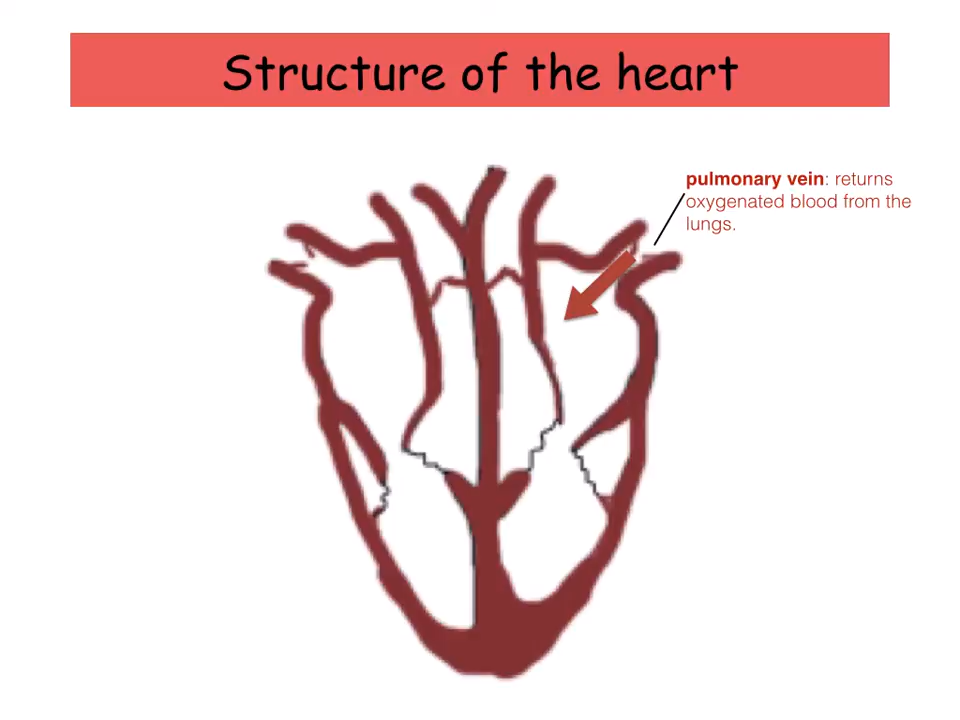 Structure of the heart
pulmonary vein: returns
oxygenated blood from the
lungs.